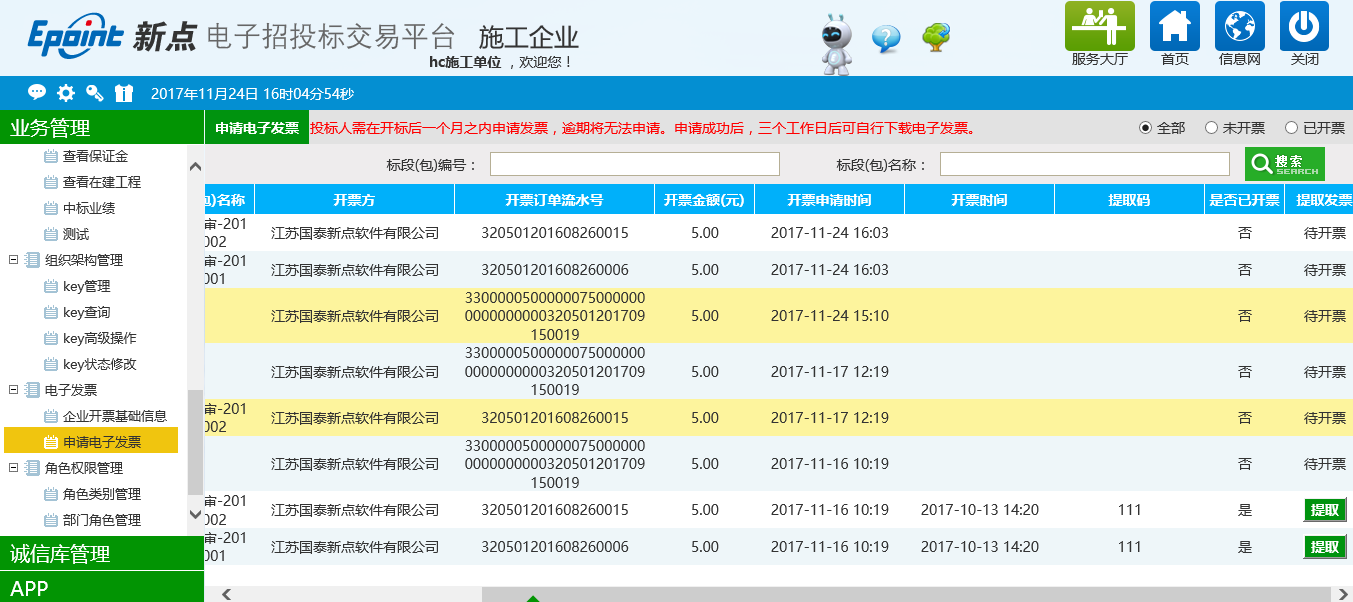 Epoint 新点 电子招投标交易平台 施工企业
hc施工单位 ，欢迎您！
服务大厅 首页 信息网 关闭
2017年11月24日 16时04分54秒
业务管理
查看保证金
查看在建工程
中标业绩
测试
组织架构管理
key管理
key查询
key高级操作
key状态修改
电子发票
企业开票基础信息
申请电子发票
角色权限管理
角色类别管理
部门角色管理
诚信库管理
APP
申请电子发票 投标人需在开标后一个月之内申请发票，逾期将无法申请。申请成功后，三个工作日后可自行下载电子发票。 全部 未开票 已开票
标段(包)编号： 标段(包)名称： 搜索
SEARCH
包)名称 开票方 开票订单流水号 开票金额(元) 开票申请时间 开票时间 提取码 是否已开票 提取发票
审-201
002 江苏国泰新点软件有限公司 320501201608260015 5.00 2017-11-24 16:03 否 待开票
审-201
001 江苏国泰新点软件有限公司 320501201608260006 5.00 2017-11-24 16:03 否 待开票
3300000500000075000000
江苏国泰新点软件有限公司 0000000000320501201709 5.00 2017-11-24 15:10 否 待开票
150019
3300000500000075000000
江苏国泰新点软件有限公司 0000000000320501201709 5.00 2017-11-17 12:19 否 待开票
150019
审-201
002 江苏国泰新点软件有限公司 320501201608260015 5.00 2017-11-17 12:19 否 待开票
3300000500000075000000
江苏国泰新点软件有限公司 0000000000320501201709 5.00 2017-11-16 10:19 否 待开票
150019
审-201
002 江苏国泰新点软件有限公司 320501201608260015 5.00 2017-11-16 10:19 2017-10-13 14:20 111 是 提取
审-201
001 江苏国泰新点软件有限公司 320501201608260006 5.00 2017-11-16 10:19 2017-10-13 14:20 111 是 提取